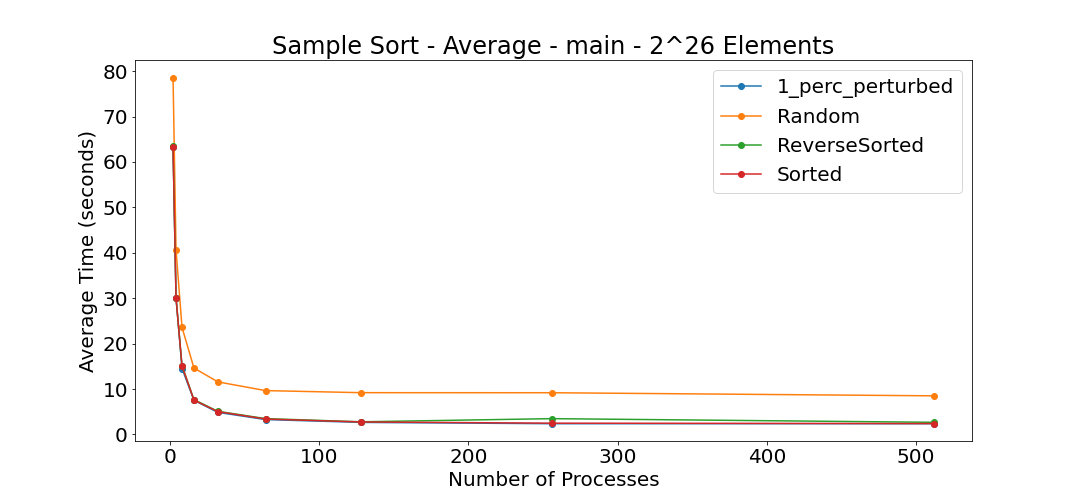 Sample Sort - Average - main - 2^26 Elements
80
70
60
50
40
30
20
10
0
Average Time (seconds)
1_perc_perturbed
Random
ReverseSorted
Sorted
0 100 200 300 400 500
Number of Processes